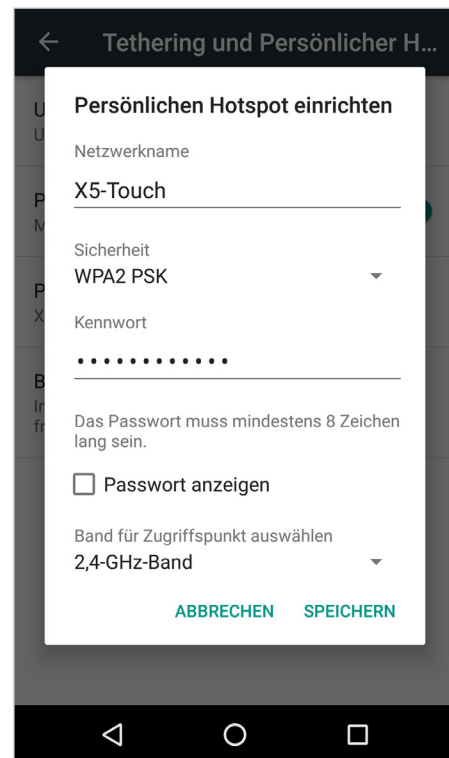 Tethering und Persönlicher H...
Persönlichen Hotspot einrichten
Netzwerkname
X5-Touch
Sicherheit
WPA2 PSK
Kennwort
••••••••••••
Das Passwort muss mindestens 8 Zeichen
lang sein.
Passwort anzeigen
Band für Zugriffspunkt auswählen
2,4-GHz-Band
ABBRECHEN SPEICHERN